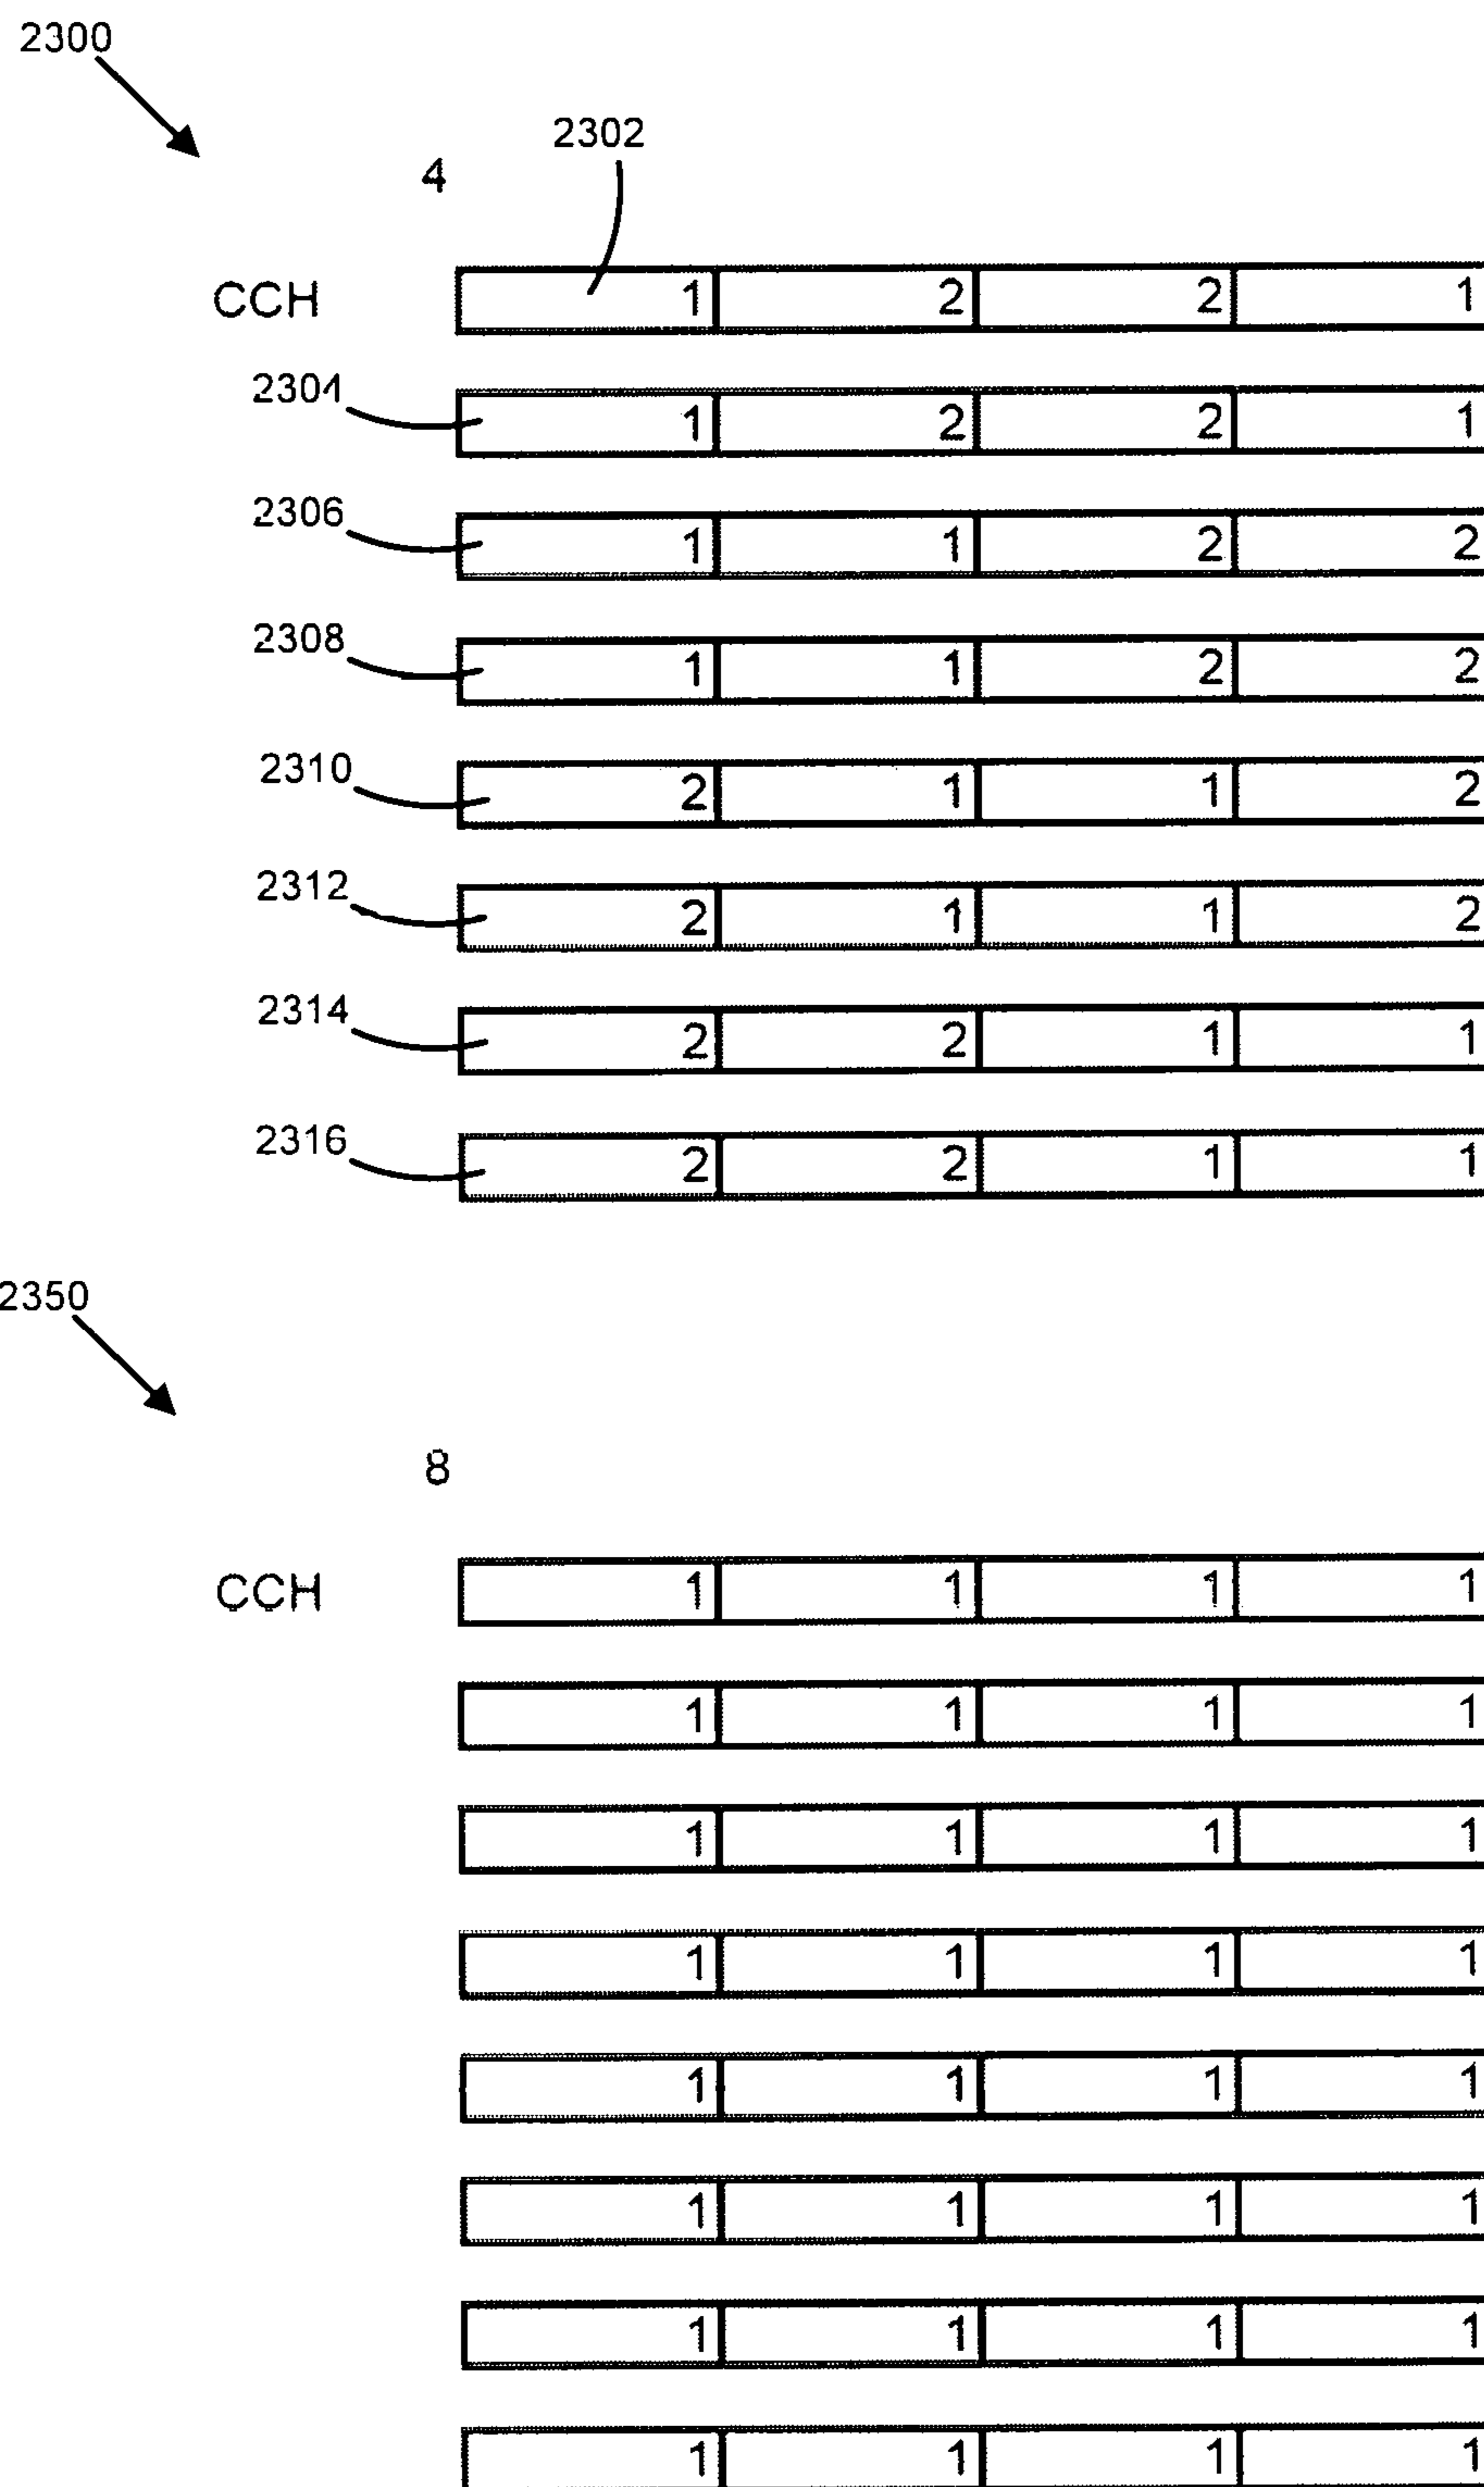 2300
2302
4
CCH 1 2 2 1
2304 1 2 2 1
2306 1 1 2 2
2308 1 1 2 2
2310 2 1 1 2
2312 2 1 1 2
2314 2 2 1 1
2316 2 2 1 1
2350
8
CCH 1 1 1 1
1 1 1 1
1 1 1 1
1 1 1 1
1 1 1 1
1 1 1 1
1 1 1 1
1 1 1 1